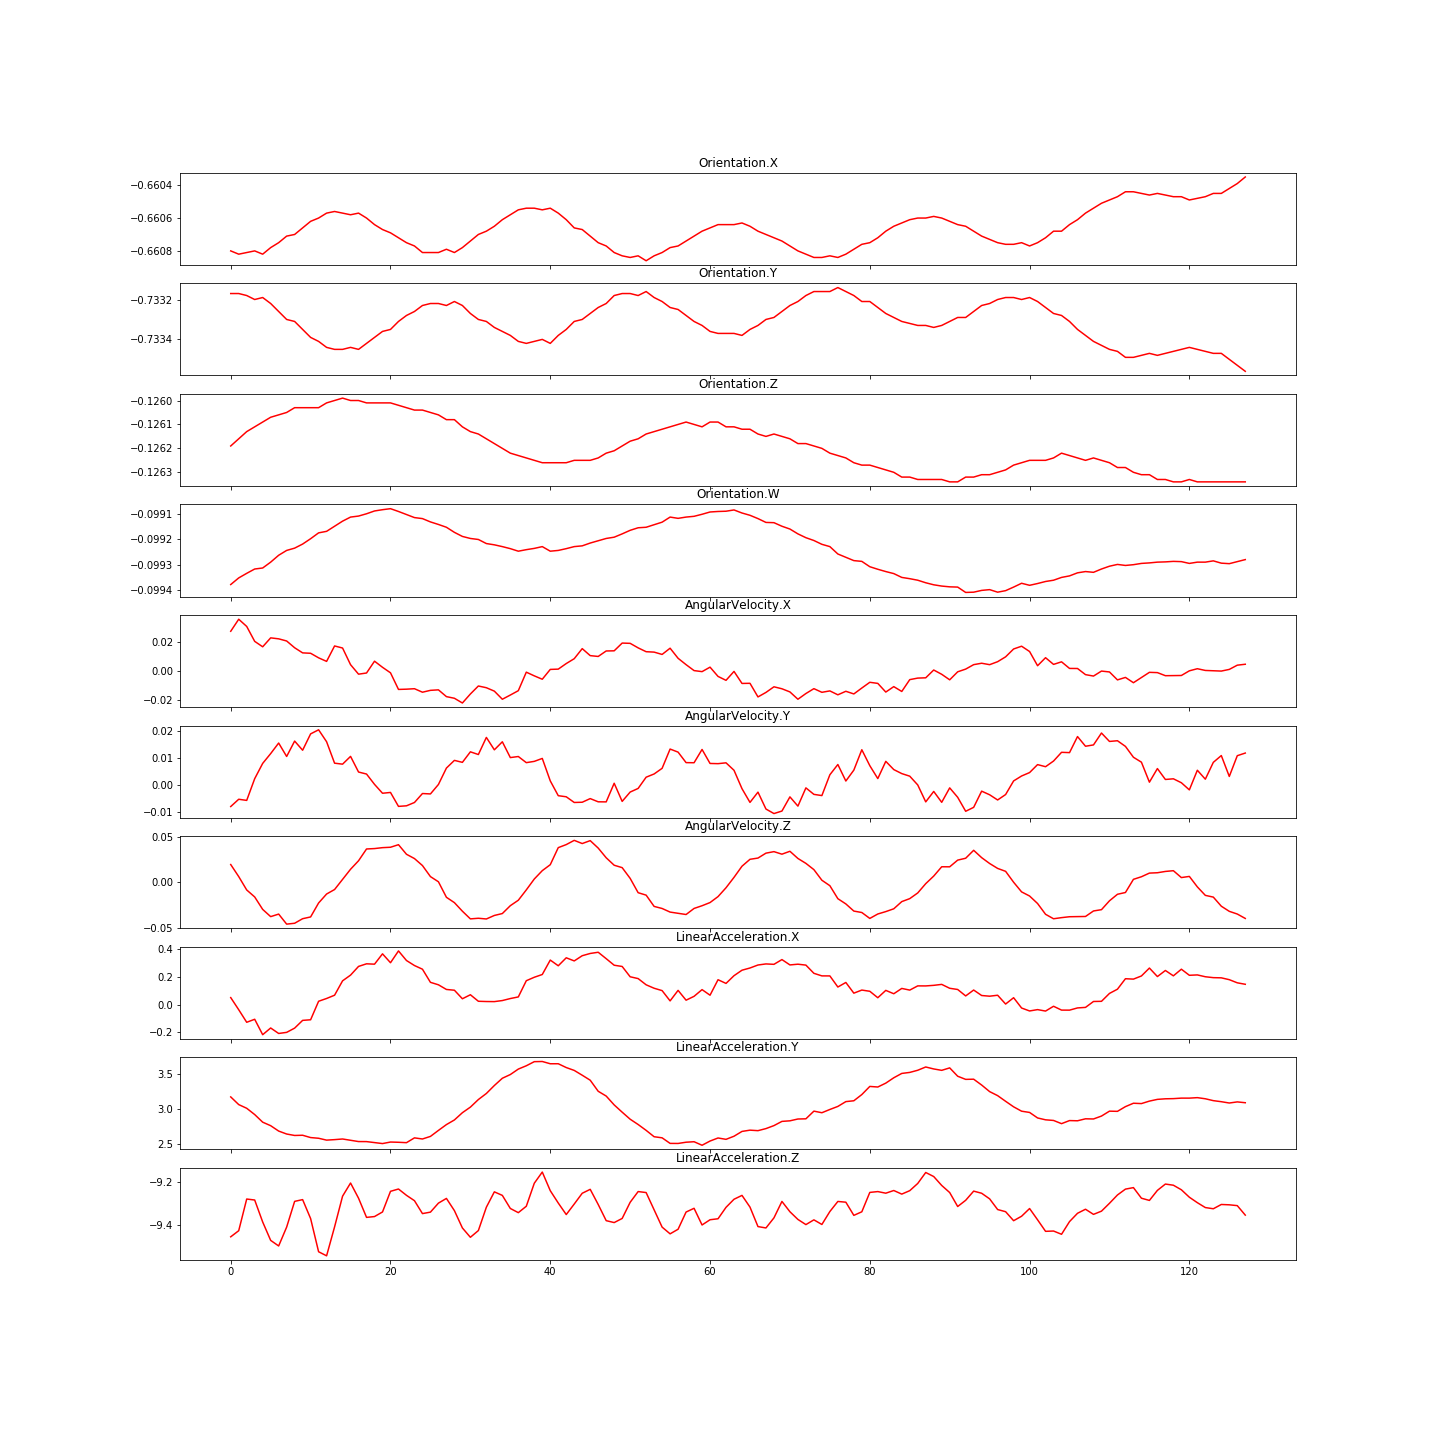 Orientation.X
−0.6604
−0.6606
−0.6608
Orientation.Y
−0.7332
−0.7334
Orientation.Z
−0.1260
−0.1261
−0.1262
−0.1263
Orientation.W
−0.0991
−0.0992
−0.0993
−0.0994
AngularVelocity.X
0.02
0.00
−0.02
AngularVelocity.Y
0.02
0.01
0.00
−0.01
AngularVelocity.Z
0.05
0.00
−0.05
LinearAcceleration.X
0.4
0.2
0.0
−0.2
LinearAcceleration.Y
3.5
3.0
2.5
LinearAcceleration.Z
−9.2
−9.4
0 20 40 60 80 100 120